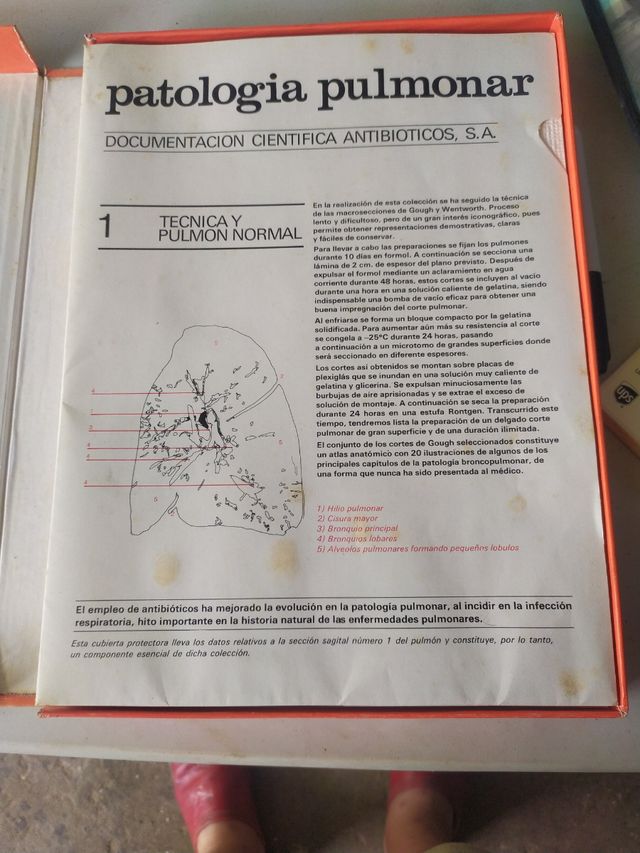 patologia pulmonar
DOCUMENTACION CIENTIFICA ANTIBIOTICOS, S.A.
1
TECNICA Y
PULMON NORMAL
En la realización de esta colección se ha seguido la técnica
de las macrosecciones de Gough y Wentworth. Proceso
lento y dificultoso, pero de un gran interés iconográfico, pues
permite obtener representaciones demostrativas, claras
y fáciles de conservar.
Para llevar a cabo las preparaciones se fijan los pulmones
durante 10 días en formol. A continuación se secciona una
lámina de 2 cm. de espesor del plano previsto. Después de
expulsar el formol mediante un aclaramiento en agua
corriente durante 48 horas, estos cortes se incluyen al vacío
durante una hora en una solución caliente de gelatina, siendo
indispensable una bomba de vacío eficaz para obtener una
buena impregnación del corte pulmonar.
Al enfriarse se forma un bloque compacto por la gelatina
solidificada. Para aumentar aún más su resistencia al corte
se congela a –25°C durante 24 horas, pasando
a continuación a un microtomo de grandes superficies donde
será seccionado en diferente espesores.
Los cortes así obtenidos se montan sobre placas de
plexiglás que se inundan en una solución muy caliente de
gelatina y glicerina. Se expulsan minuciosamente las
burbujas de aire aprisionadas y se extrae el exceso de
solución de montaje. A continuación se seca la preparación
durante 24 horas en una estufa Rontgen. Transcurrido este
tiempo, tendremos lista la preparación de un delgado corte
pulmonar de gran superficie y de una duración ilimitada.
El conjunto de los cortes de Gough seleccionados constituye
un atlas anatómico con 20 ilustraciones de algunos de los
principales capitulos de la patología broncopulmonar, de
una forma que nunca ha sido presentada al médico.
5
2
4
1
3
5
4
4
4
5
5
1) Hilio pulmonar
2) Cisura mayor
3) Bronquio principal
4) Bronquios lobares
5) Alveolos pulmonares formando pequeños lobulos
El empleo de antibióticos ha mejorado la evolución en la patología pulmonar, al incidir en la infección
respiratoria, hito importante en la historia natural de las enfermedades pulmonares.
Esta cubierta protectora lleva los datos relativos a la sección sagital número 1 del pulmón y constituye, por lo tanto,
un componente esencial de dicha colección.
ups